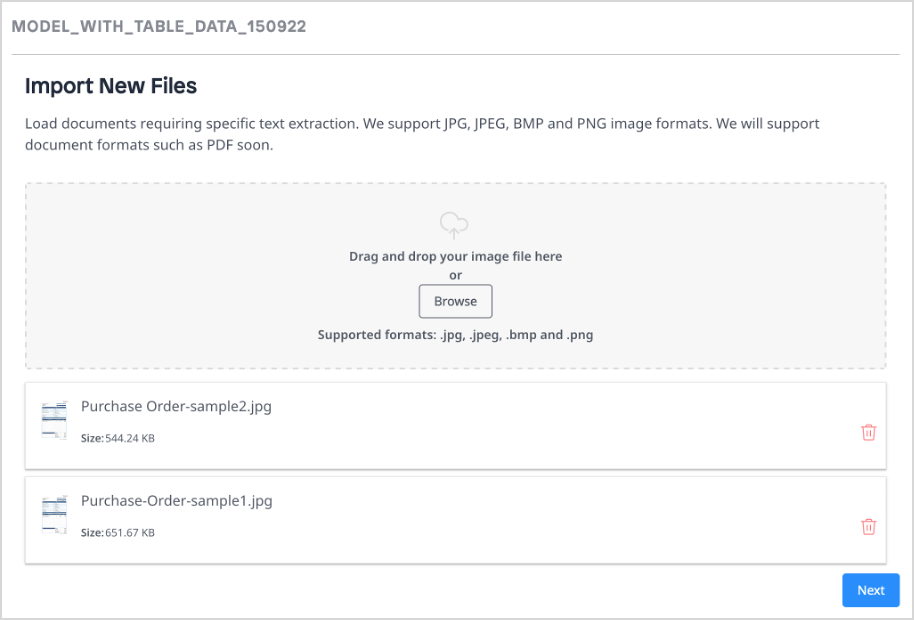 MODEL_WITH_TABLE_DATA_150922
Import New Files
Load documents requiring specific text extraction. We support JPG, JPEG, BMP and PNG image formats. We will support
document formats such as PDF soon.
Drag and drop your image file here
or
Browse
Supported formats: .jpg, .jpeg, .bmp and .png
Purchase Order-sample2.jpg
Size: 544.24 KB
Purchase-Order-sample1.jpg
Size: 651.67 KB
Next